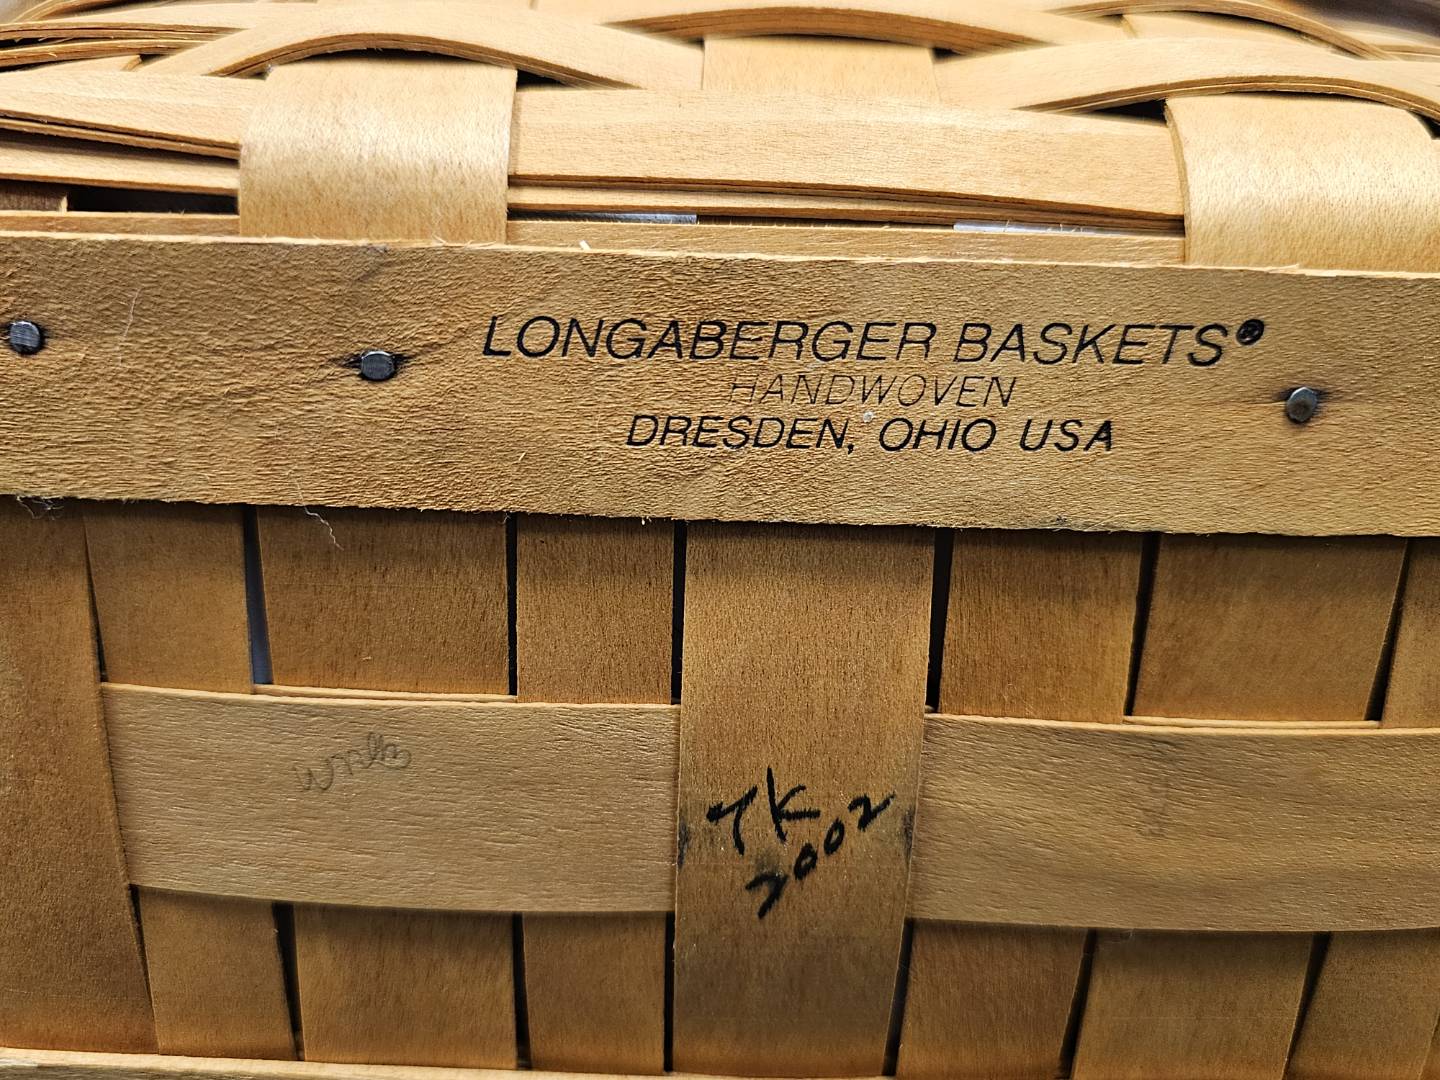 LONGABERGER BASKETS®
HANDWOVEN
DRESDEN, OHIO USA
TK
2002